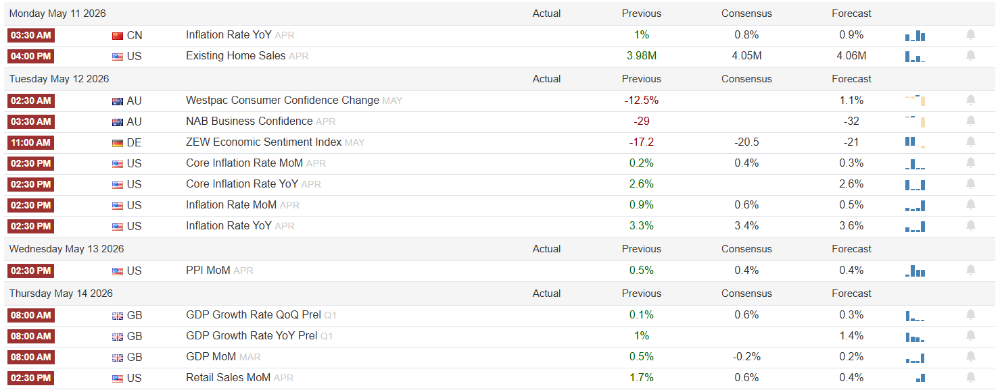 Monday May 11 2026 Actual Previous Consensus Forecast
03:30 AM CN Inflation Rate YoY APR 1% 0.8% 0.9%
04:00 PM US Existing Home Sales APR 3.98M 4.05M 4.06M
Tuesday May 12 2026 Actual Previous Consensus Forecast
02:30 AM AU Westpac Consumer Confidence Change MAY -12.5% 1.1%
03:30 AM AU NAB Business Confidence APR -29 -32
11:00 AM DE ZEW Economic Sentiment Index MAY -17.2 -20.5 -21
02:30 PM US Core Inflation Rate MoM APR 0.2% 0.4% 0.3%
02:30 PM US Core Inflation Rate YoY APR 2.6% 2.6%
02:30 PM US Inflation Rate MoM APR 0.9% 0.6% 0.5%
02:30 PM US Inflation Rate YoY APR 3.3% 3.4% 3.6%
Wednesday May 13 2026 Actual Previous Consensus Forecast
02:30 PM US PPI MoM APR 0.5% 0.4% 0.4%
Thursday May 14 2026 Actual Previous Consensus Forecast
08:00 AM GB GDP Growth Rate QoQ Prel Q1 0.1% 0.6% 0.3%
08:00 AM GB GDP Growth Rate YoY Prel Q1 1% 1.4%
08:00 AM GB GDP MoM MAR 0.5% -0.2% 0.2%
02:30 PM US Retail Sales MoM APR 1.7% 0.6% 0.4%